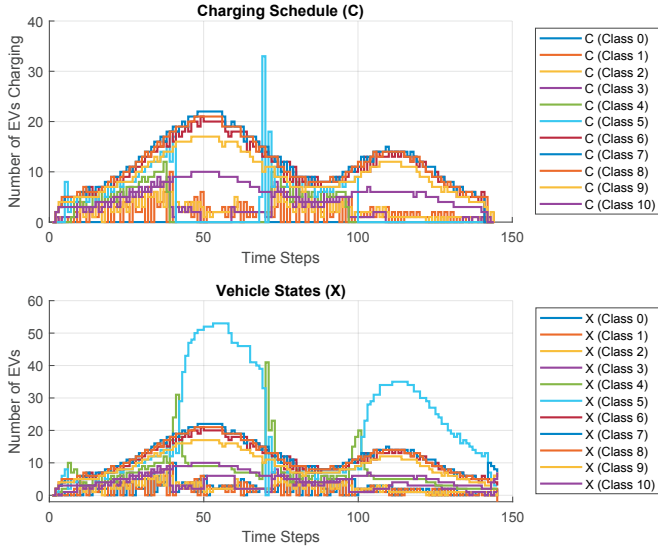 Charging Schedule (C)
40
30
20
10
0
Number of EVs Charging
0
50
100
150
Time Steps
C (Class 0)
C (Class 1)
C (Class 2)
C (Class 3)
C (Class 4)
C (Class 5)
C (Class 6)
C (Class 7)
C (Class 8)
C (Class 9)
C (Class 10)
Vehicle States (X)
60
50
40
30
20
10
0
Number of EVs
0
50
100
150
Time Steps
X (Class 0)
X (Class 1)
X (Class 2)
X (Class 3)
X (Class 4)
X (Class 5)
X (Class 6)
X (Class 7)
X (Class 8)
X (Class 9)
X (Class 10)